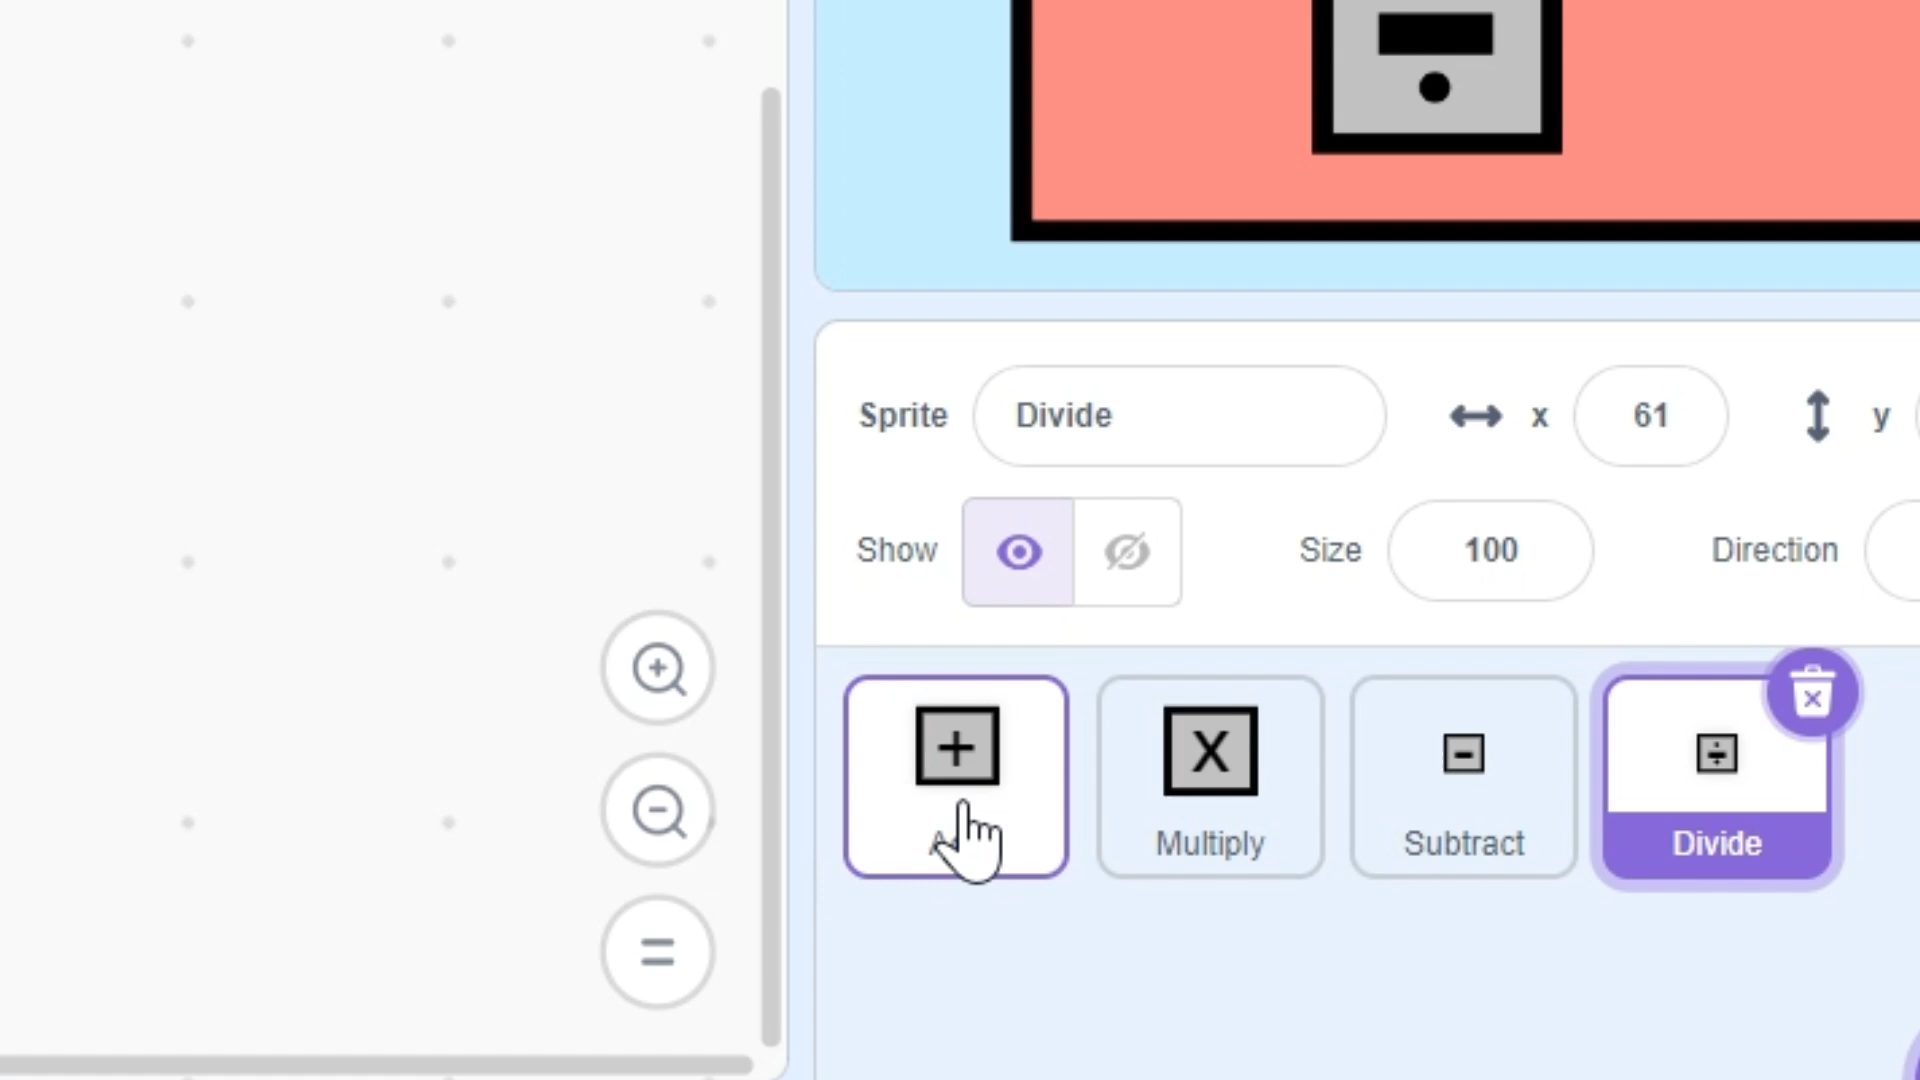 Sprite Divide x 61 y
Show Size 100 Direction
+ X - ÷
Multiply Subtract Divide